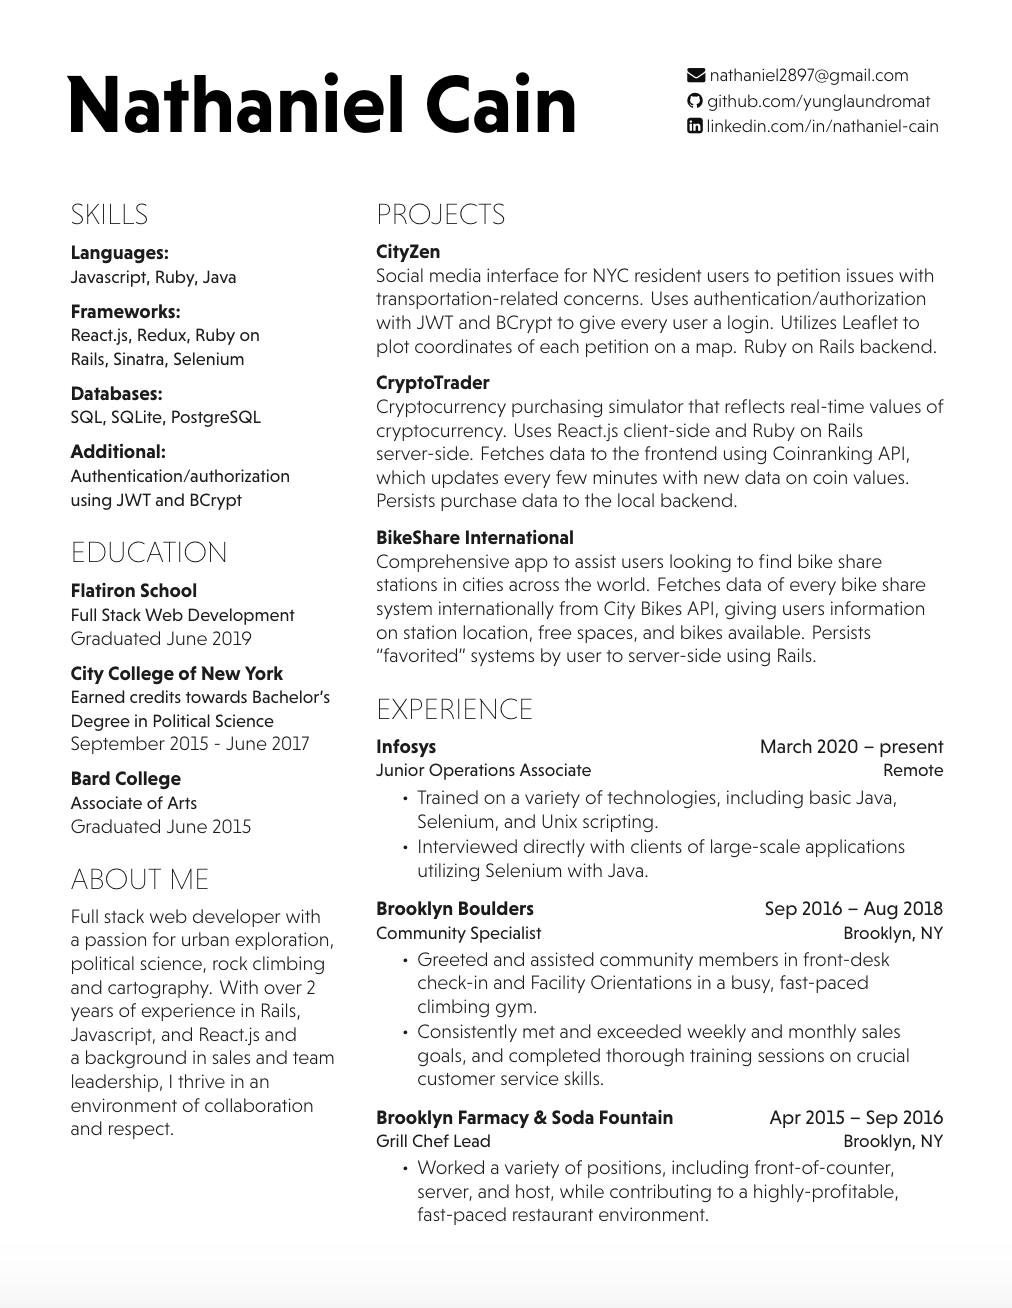 Nathaniel Cain
nathaniel2897@gmail.com
github.com/yunglaundromat
linkedin.com/in/nathaniel-cain
SKILLS
Languages:
Javascript, Ruby, Java
Frameworks:
React.js, Redux, Ruby on
Rails, Sinatra, Selenium
Databases:
SQL, SQLite, PostgreSQL
Additional:
Authentication/authorization
using JWT and BCrypt
EDUCATION
Flatiron School
Full Stack Web Development
Graduated June 2019
City College of New York
Earned credits towards Bachelor’s
Degree in Political Science
September 2015 - June 2017
Bard College
Associate of Arts
Graduated June 2015
ABOUT ME
Full stack web developer with
a passion for urban exploration,
political science, rock climbing
and cartography. With over 2
years of experience in Rails,
Javascript, and React.js and
a background in sales and team
leadership, I thrive in an
environment of collaboration
and respect.
PROJECTS
CityZen
Social media interface for NYC resident users to petition issues with
transportation-related concerns. Uses authentication/authorization
with JWT and BCrypt to give every user a login. Utilizes Leaflet to
plot coordinates of each petition on a map. Ruby on Rails backend.
CryptoTrader
Cryptocurrency purchasing simulator that reflects real-time values of
cryptocurrency. Uses React.js client-side and Ruby on Rails
server-side. Fetches data to the frontend using Coinranking API,
which updates every few minutes with new data on coin values.
Persists purchase data to the local backend.
BikeShare International
Comprehensive app to assist users looking to find bike share
stations in cities across the world. Fetches data of every bike share
system internationally from City Bikes API, giving users information
on station location, free spaces, and bikes available. Persists
“favorited” systems by user to server-side using Rails.
EXPERIENCE
Infosys March 2020 – present
Junior Operations Associate Remote
• Trained on a variety of technologies, including basic Java,
Selenium, and Unix scripting.
• Interviewed directly with clients of large-scale applications
utilizing Selenium with Java.
Brooklyn Boulders Sep 2016 – Aug 2018
Community Specialist Brooklyn, NY
• Greeted and assisted community members in front-desk
check-in and Facility Orientations in a busy, fast-paced
climbing gym.
• Consistently met and exceeded weekly and monthly sales
goals, and completed thorough training sessions on crucial
customer service skills.
Brooklyn Farmacy & Soda Fountain Apr 2015 – Sep 2016
Grill Chef Lead Brooklyn, NY
• Worked a variety of positions, including front-of-counter,
server, and host, while contributing to a highly-profitable,
fast-paced restaurant environment.